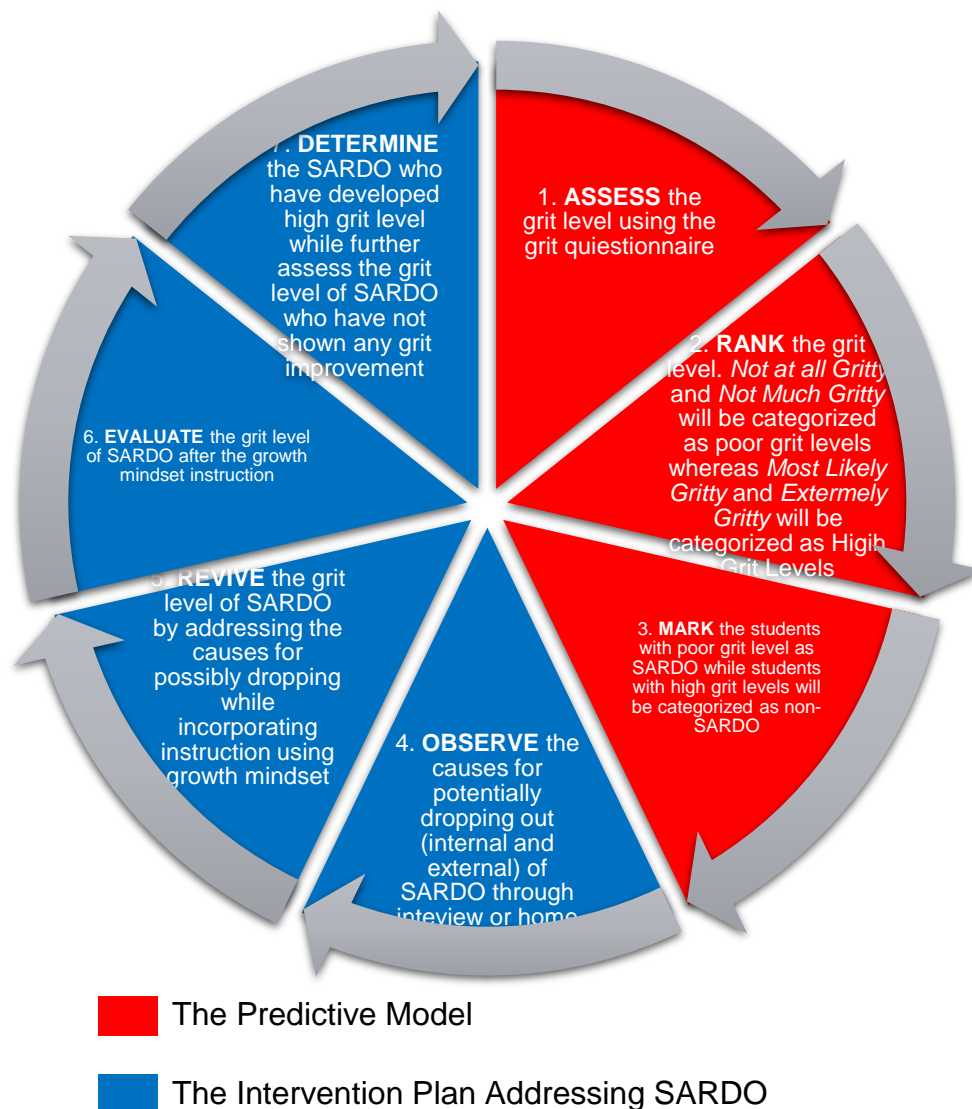 1. ASSESS the
grit level using the
grit quiestionnaire
2. RANK the grit
level. Not at all Gritty
and Not Much Gritty
will be categorized
as poor grit levels
whereas Most Likely
Gritty and Extermely
Gritty will be
categorized as Higih
Grit Levels
3. MARK the students
with poor grit level as
SARDO while students
with high grit levels will
be categorized as non-
SARDO
4. OBSERVE the
causes for
potentially
dropping out
(internal and
external) of
SARDO through
inteview or home
5. REVIVE the grit
level of SARDO
by addressing the
causes for
possibly dropping
while
incorporating
instruction using
growth mindset
6. EVALUATE the grit level
of SARDO after the growth
mindset instruction
7. DETERMINE
the SARDO who
have developed
high grit level
while further
assess the grit
level of SARDO
who have not
shown any grit
improvement
The Predictive Model
The Intervention Plan Addressing SARDO